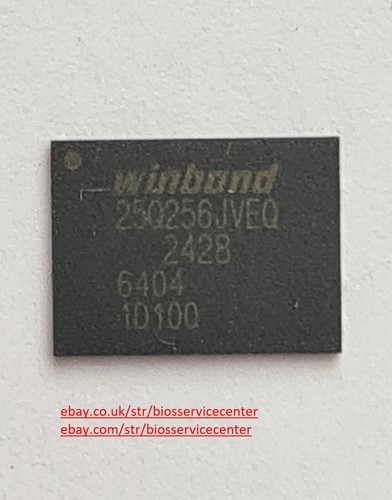 winbond
25Q256JVEQ
2428
6404
1D100
ebay.co.uk/str/biosservicecenter
ebay.com/str/biosservicecenter